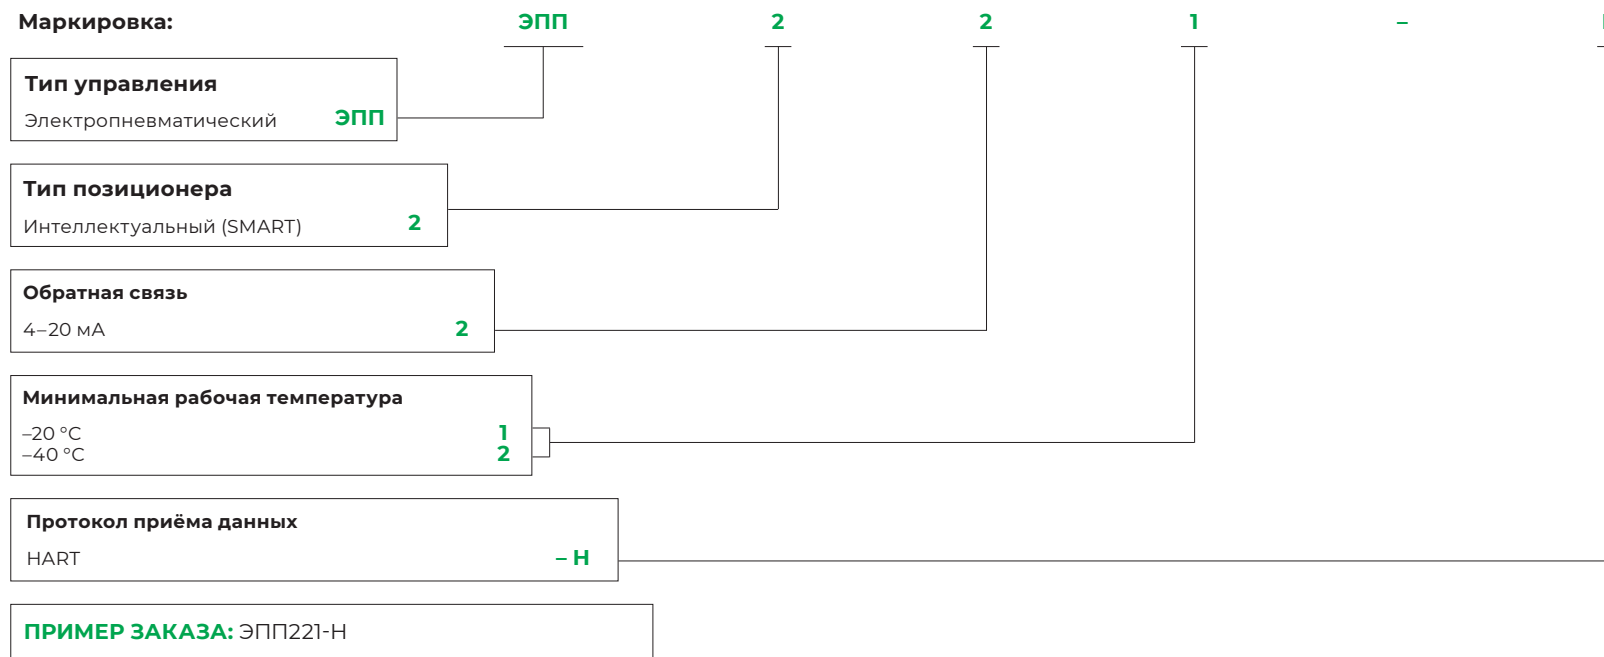 Маркировка: ЭПП 2 2 1 –
Тип управления
Электропневматический ЭПП
Тип позиционера
Интеллектуальный (SMART) 2
Обратная связь
4–20 мА 2
Минимальная рабочая температура
–20 °C 1
–40 °C 2
Протокол приёма данных
HART – H
ПРИМЕР ЗАКАЗА: ЭПП221-H